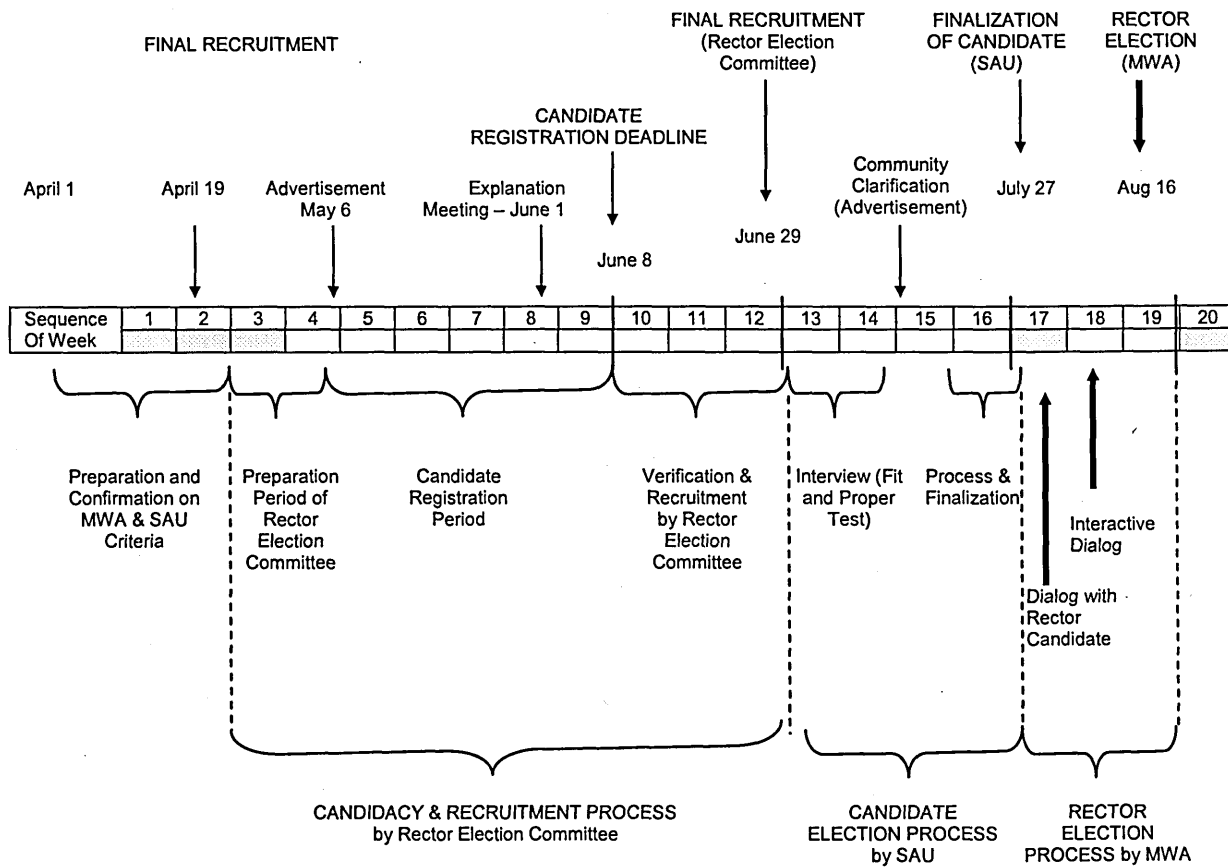 FINAL RECRUITMENT
FINAL RECRUITMENT
(Rector Election
Committee)
FINALIZATION
OF CANDIDATE
(SAU)
RECTOR
ELECTION
(MWA)
CANDIDATE
REGISTRATION DEADLINE
April 1
April 19
Advertisement
May 6
Explanation
Meeting – June 1
June 8
June 29
Community
Clarification
(Advertisement)
July 27
Aug 16
Sequence
Of Week
1 2 3 4 5 6 7 8 9 10 11 12 13 14 15 16 17 18 19 20
Preparation and
Confirmation on
MWA & SAU
Criteria
Preparation
Period of
Rector
Election
Committee
Candidate
Registration
Period
Verification &
Recruitment
by Rector
Election
Committee
Interview (Fit
and Proper
Test)
Process &
Finalization
Interactive
Dialog
Dialog with
Rector
Candidate
CANDIDACY & RECRUITMENT PROCESS
by Rector Election Committee
CANDIDATE
ELECTION PROCESS
by SAU
RECTOR
ELECTION
PROCESS by MWA